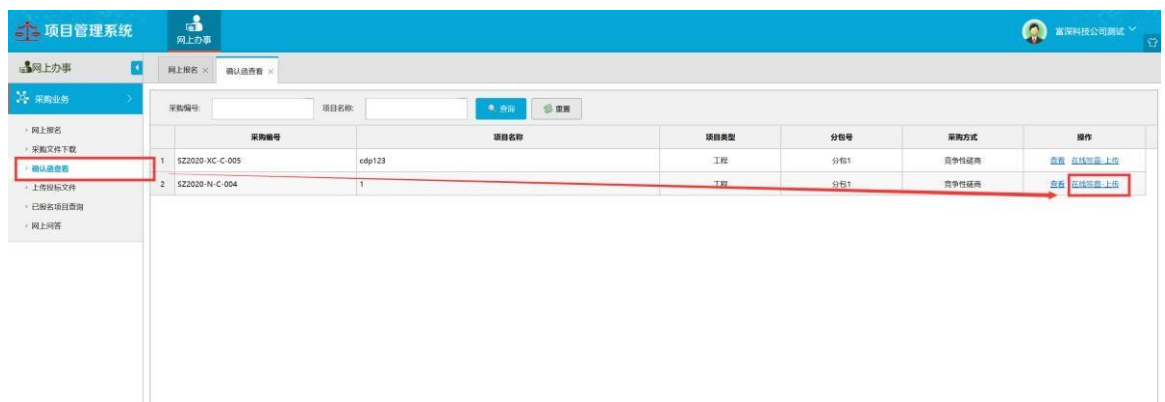 项目管理系统
网上办事
富深科技公司测试
网上办事
网上报名 ×
确认函查看 ×
采购业务
采购编号:
项目名称:
查询
重置
网上报名
采购文件下载
确认函查看
上传投标文件
已报名项目查询
网上问答
采购编号 项目名称 项目类型 分包号 采购方式 操作
1 SZ2020-XC-C-005 cdp123 工程 分包1 竞争性磋商 查看 在线签章-上传
2 SZ2020-N-C-004 1 工程 分包1 竞争性磋商 查看 在线签章-上传